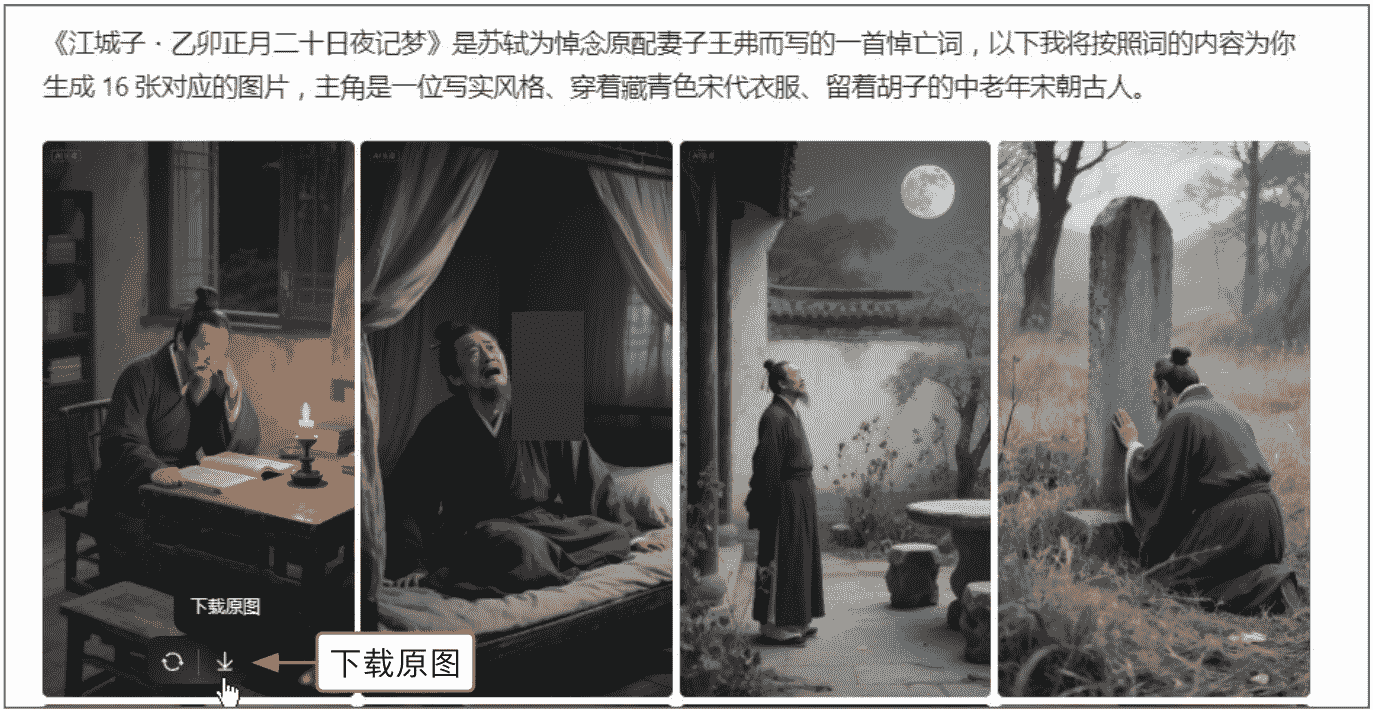 《江城子·乙卯正月二十日夜记梦》是苏轼为悼念原配妻子王弗而写的一首悼亡词，以下我将按照词的内容为你
生成 16 张对应的图片，主角是一位写实风格、穿着藏青色宋代衣服、留着胡子的中老年宋朝古人。
下载原图
下载原图